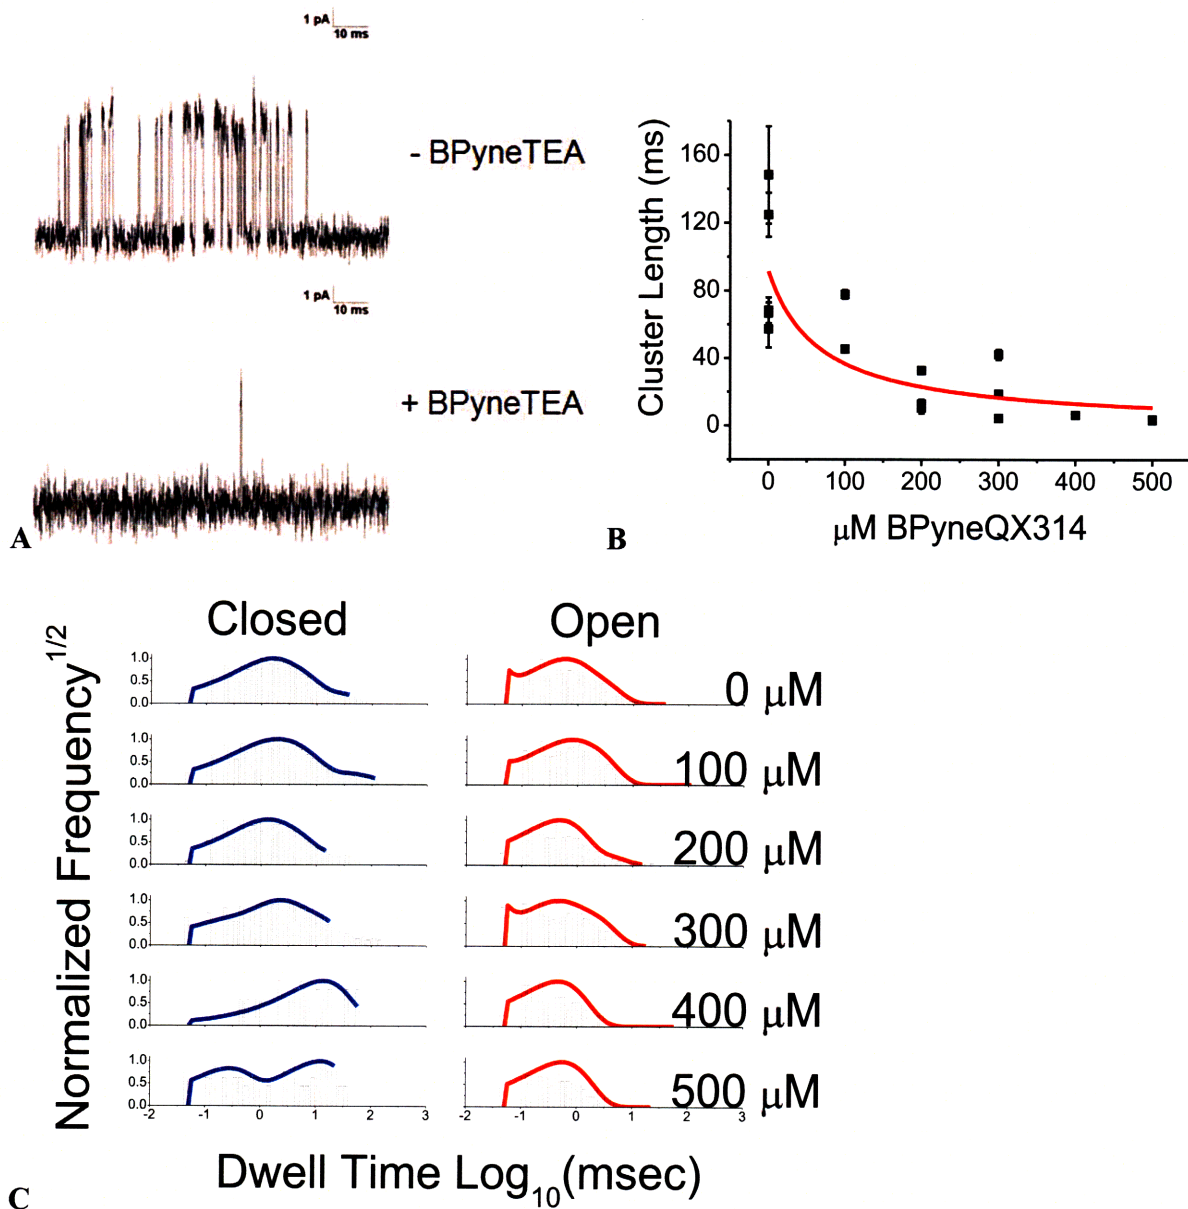 1 pA
10 ms
- BPyneTEA
1 pA
10 ms
+ BPyneTEA
A
Cluster Length (ms)
160
120
80
40
0
0 100 200 300 400 500
μM BPyneQX314
B
Closed Open
Normalized Frequency1/2
1.0
0.5
0.0
0 μM
1.0
0.5
0.0
100 μM
1.0
0.5
0.0
200 μM
1.0
0.5
0.0
300 μM
1.0
0.5
0.0
400 μM
1.0
0.5
0.0
500 μM
-2 -1 0 1 2 3
-2 -1 0 1 2 3
Dwell Time Log10(msec)
C